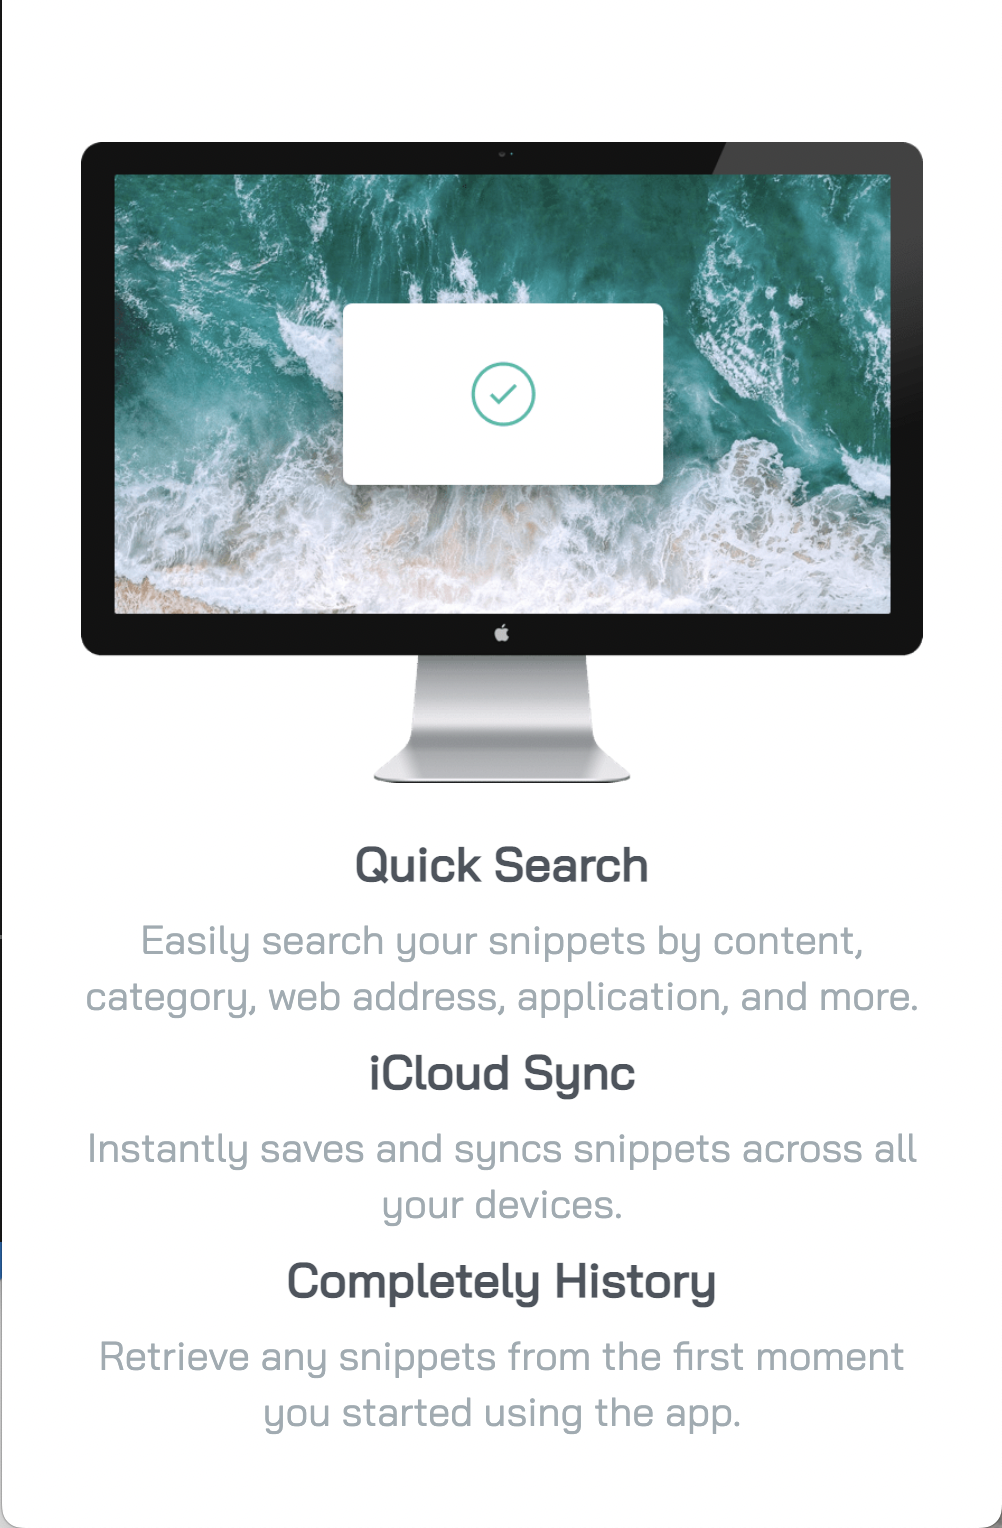 Quick Search
Easily search your snippets by content,
category, web address, application, and more.
iCloud Sync
Instantly saves and syncs snippets across all
your devices.
Completely History
Retrieve any snippets from the first moment
you started using the app.